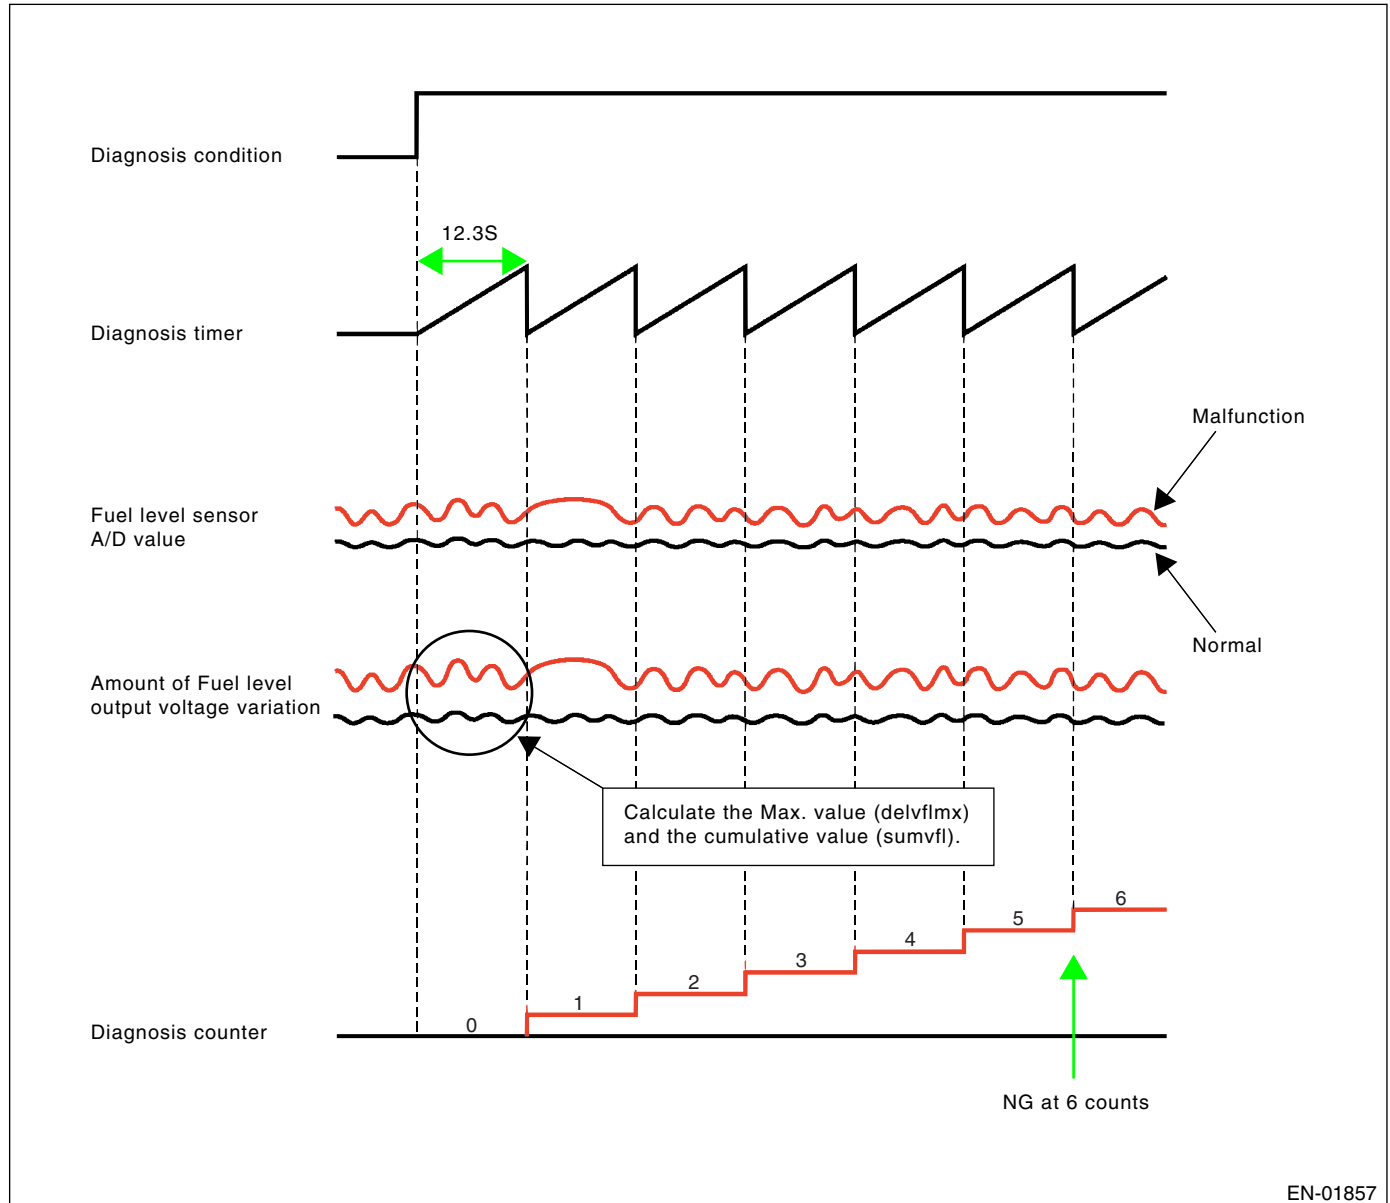 Diagnosis condition
12.3S
Diagnosis timer
Malfunction
Fuel level sensor
A/D value
Normal
Amount of Fuel level
output voltage variation
Calculate the Max. value (delvflmx)
and the cumulative value (sumvfl).
6
5
4
3
2
1
0
Diagnosis counter
NG at 6 counts
EN-01857